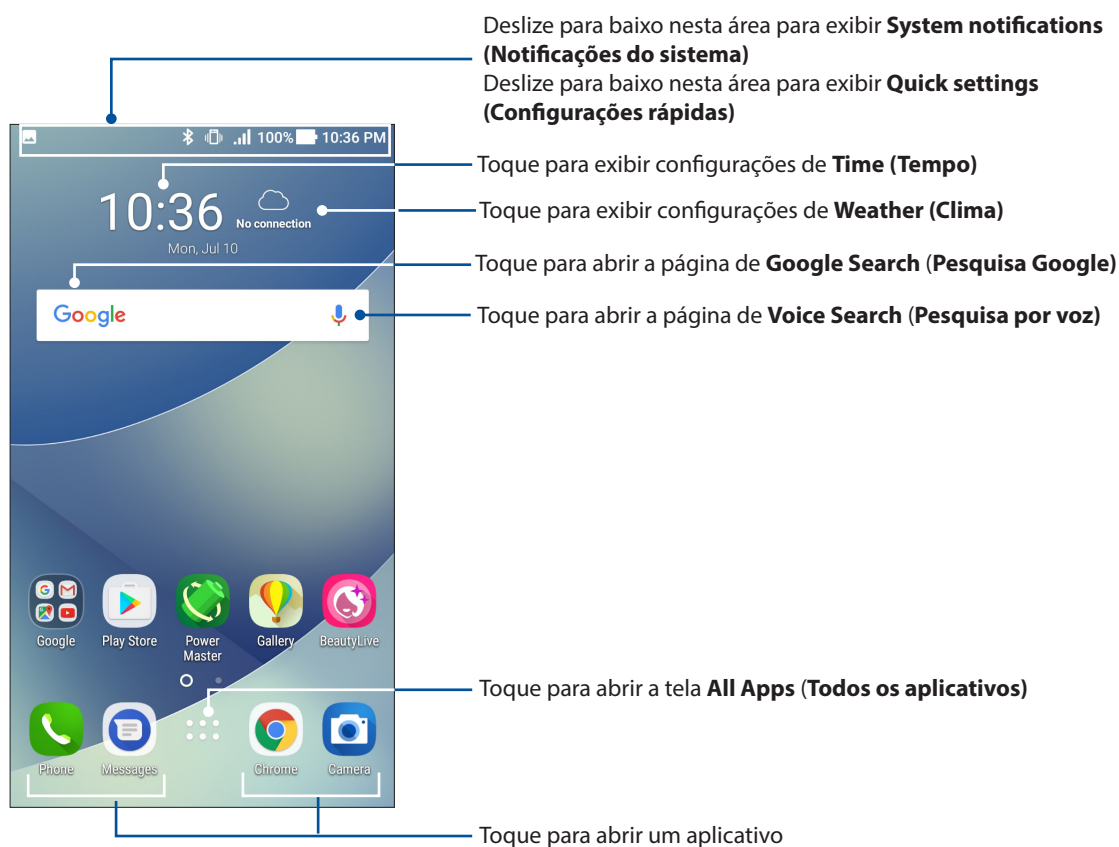 Deslize para baixo nesta área para exibir System notifications
(Notificações do sistema)
Deslize para baixo nesta área para exibir Quick settings
(Configurações rápidas)
100% 10:36 PM
Toque para exibir configurações de Time (Tempo)
10:36
No connection
Toque para exibir configurações de Weather (Clima)
Mon, Jul 10
Toque para abrir a página de Google Search (Pesquisa Google)
Google
Toque para abrir a página de Voice Search (Pesquisa por voz)
Google
Play Store
Power
Master
Gallery
BeautyLive
Toque para abrir a tela All Apps (Todos os aplicativos)
Phone
Messages
Chrome
Camera
Toque para abrir um aplicativo